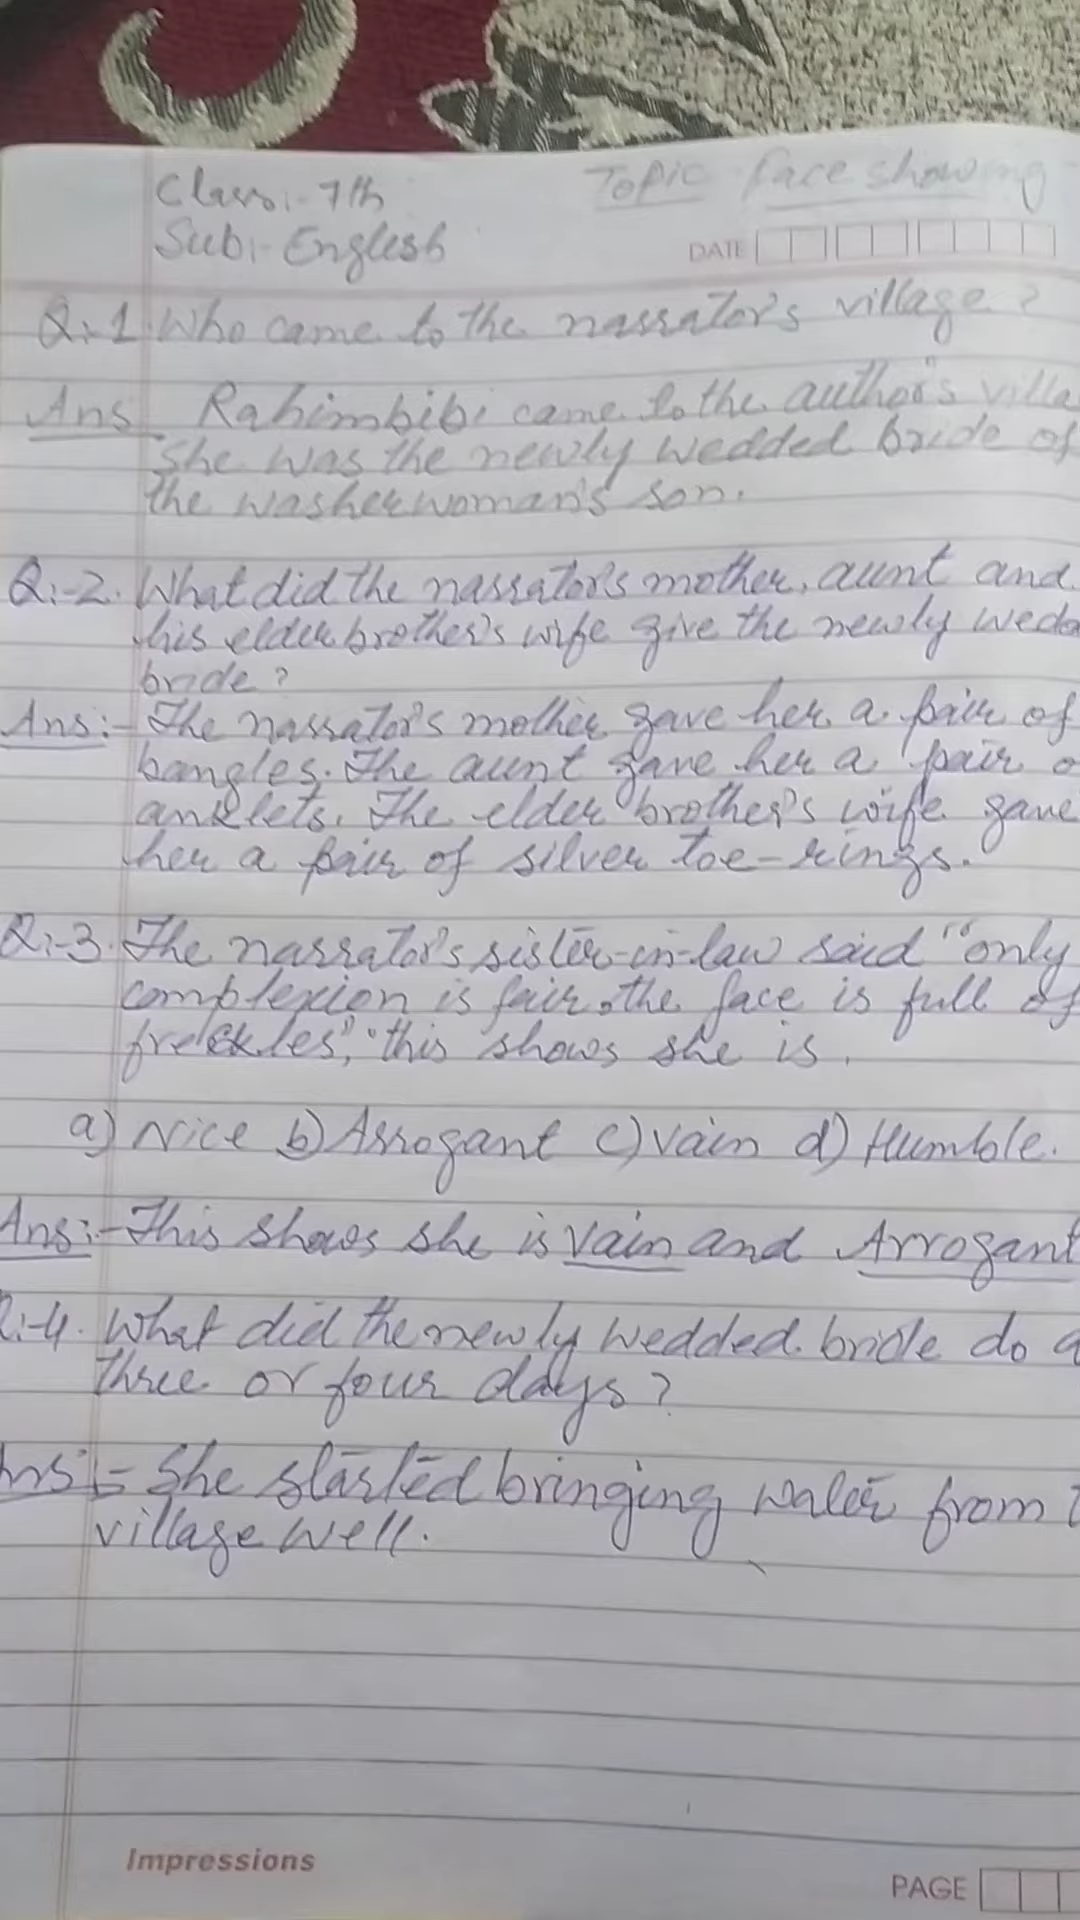 Class:- 7th
Topic face showing
Sub:- English
DATE
Q:-1. Who came to the narrator's village?
Ans Rahimbibi came to the author's villa
She was the newly wedded bride of
the washerwoman's son.
Q:-2. What did the narrator's mother, aunt and
his elder brother's wife give the newly wedd
bride?
Ans:- The narrator's mother gave her a pair of
bangles. The aunt gave her a pair o
anklets. The elder brother's wife gave
her a pair of silver toe-rings.
Q:-3. The narrator's sister-in-law said "only
complexion is fair, the face is full of
freckles", this shows she is.
a) Nice b) Arrogant c) Vain d) Humble.
Ans:- This shows she is Vain and Arrogant
Q:-4. What did the newly wedded bride do a
three or four days?
Ans:- She started bringing water from t
village well.
Impressions
PAGE